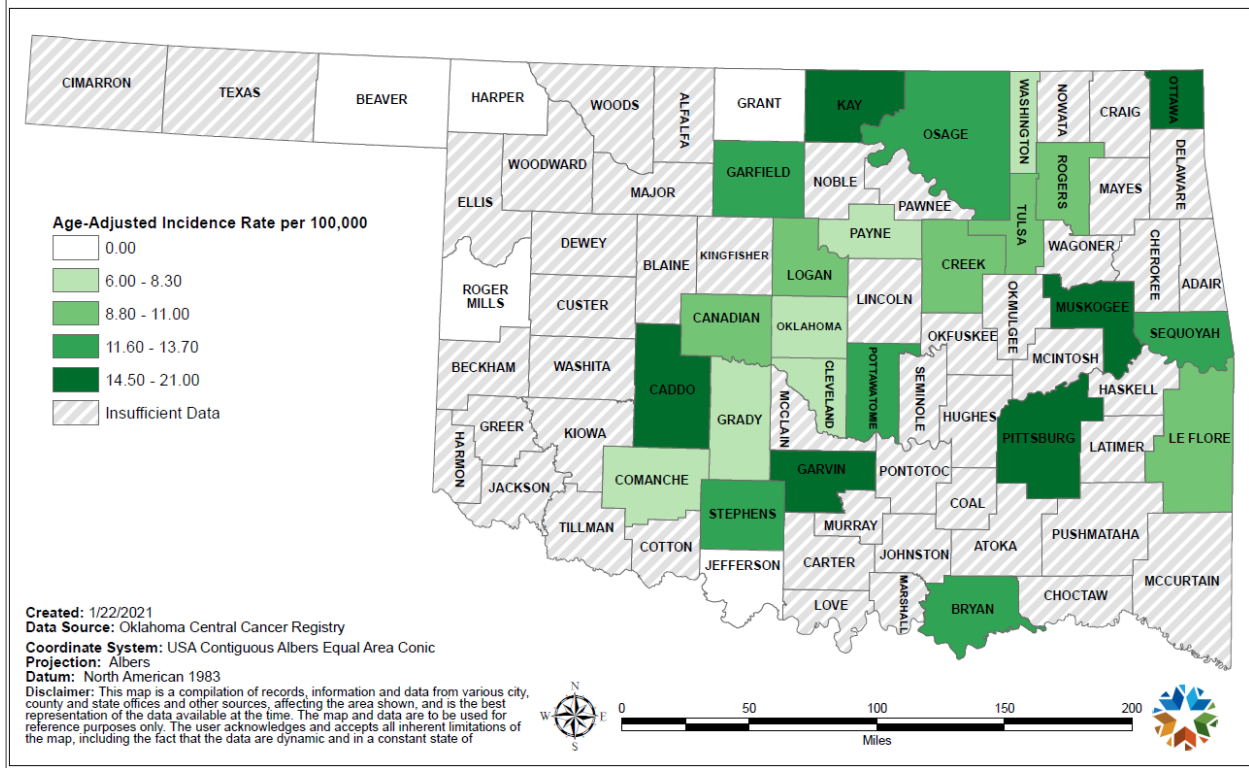 CIMARRON
TEXAS
BEAVER
HARPER
WOODS
ALFALFA
GRANT
KAY
OSAGE
WASHINGTON
NOWATA
CRAIG
OTTAWA
WOODWARD
MAJOR
GARFIELD
NOBLE
PAWNEE
ROGERS
MAYES
DELAWARE
ELLIS
DEWEY
BLAINE
KINGFISHER
LOGAN
PAYNE
CREEK
TULSA
WAGONER
CHEROKEE
ADAIR
ROGER
MILLS
CUSTER
CANADIAN
OKLAHOMA
LINCOLN
OKFUSKEE
OKMULGEE
MUSKOGEE
SEQUOYAH
BECKHAM
WASHITA
CADDO
GRADY
MCCLAIN
CLEVELAND
POTTAWATOMIE
SEMINOLE
HUGHES
MCINTOSH
HASKELL
PITTSBURG
LATIMER
LE FLORE
HARMON
GREER
KIOWA
JACKSON
COMANCHE
TILLMAN
COTTON
STEPHENS
GARVIN
PONTOTOC
COAL
MURRAY
JEFFERSON
CARTER
JOHNSTON
ATOKA
PUSHMATAHA
MCCURTAIN
LOVE
MARSHALL
BRYAN
CHOCTAW
Age-Adjusted Incidence Rate per 100,000
0.00
6.00 - 8.30
8.80 - 11.00
11.60 - 13.70
14.50 - 21.00
Insufficient Data
Created: 1/22/2021
Data Source: Oklahoma Central Cancer Registry
Coordinate System: USA Contiguous Albers Equal Area Conic
Projection: Albers
Datum: North American 1983
Disclaimer: This map is a compilation of records, information and data from various city,
county and state offices and other sources, affecting the area shown, and is the best
representation of the data available at the time. The map and data are to be used for
reference purposes only. The user acknowledges and accepts all inherent limitations of
the map, including the fact that the data are dynamic and in a constant state of
N
W E
S
0 50 100 150 200
Miles